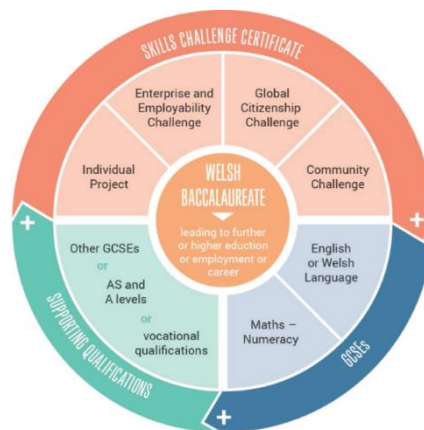 SKILLS CHALLENGE CERTIFICATE
Enterprise and
Employability
Challenge
Global
Citizenship
Challenge
Individual
Project
Community
Challenge
WELSH
BACCALAUREATE
leading to further
or higher eduction
or employment or
career
Other GCSEs
or
AS and
A levels
or
vocational
qualifications
English
or Welsh
Language
Maths –
Numeracy
SUPPORTING QUALIFICATIONS
GCSEs
+
+
+